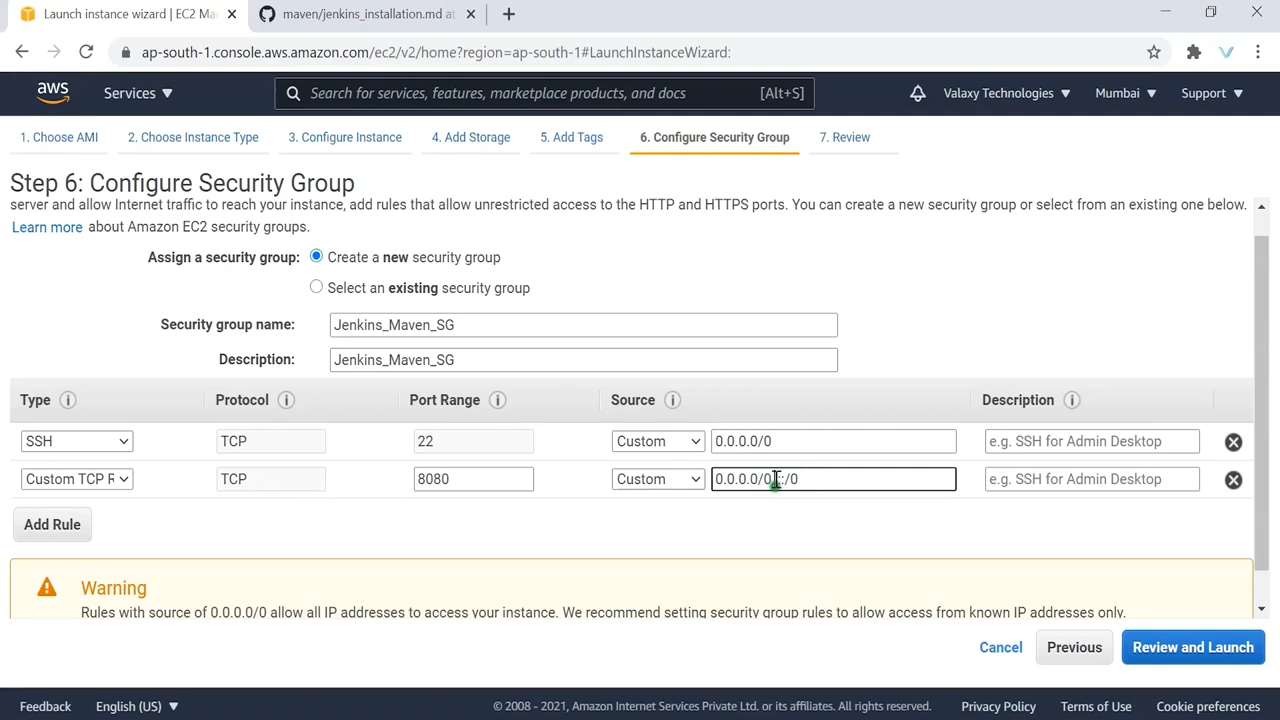 Launch instance wizard | EC2 Ma
maven/jenkins_installation.md at
ap-south-1.console.aws.amazon.com/ec2/v2/home?region=ap-south-1#LaunchInstanceWizard:
aws
Services
Search for services, features, marketplace products, and docs
[Alt+S]
Valaxy Technologies
Mumbai
Support
1. Choose AMI
2. Choose Instance Type
3. Configure Instance
4. Add Storage
5. Add Tags
6. Configure Security Group
7. Review
Step 6: Configure Security Group
server and allow Internet traffic to reach your instance, add rules that allow unrestricted access to the HTTP and HTTPS ports. You can create a new security group or select from an existing one below.
Learn more about Amazon EC2 security groups.
Assign a security group:
Create a new security group
Select an existing security group
Security group name:
Jenkins_Maven_SG
Description:
Jenkins_Maven_SG
Type
Protocol
Port Range
Source
Description
SSH
TCP
22
Custom
0.0.0.0/0
e.g. SSH for Admin Desktop
Custom TCP R
TCP
8080
Custom
0.0.0.0/0, ::/0
e.g. SSH for Admin Desktop
Add Rule
Warning
Rules with source of 0.0.0.0/0 allow all IP addresses to access your instance. We recommend setting security group rules to allow access from known IP addresses only.
Cancel
Previous
Review and Launch
Feedback
English (US)
© 2008 - 2021, Amazon Internet Services Private Ltd. or its affiliates. All rights reserved.
Privacy Policy
Terms of Use
Cookie preferences